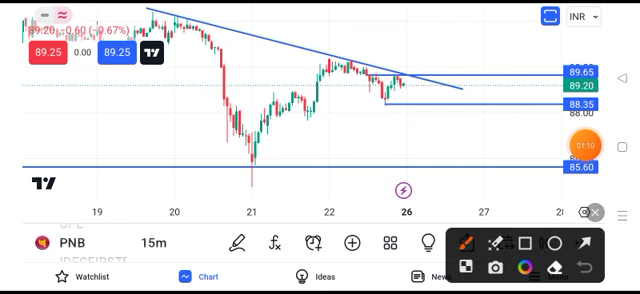 INR
89.20 −0.60 (−0.67%)
89.25 0.00 89.25
89.65
89.20
88.35
88.00
01:10
85.60
19 20 21 22 26 27
PNB 15m
Watchlist Chart Ideas News